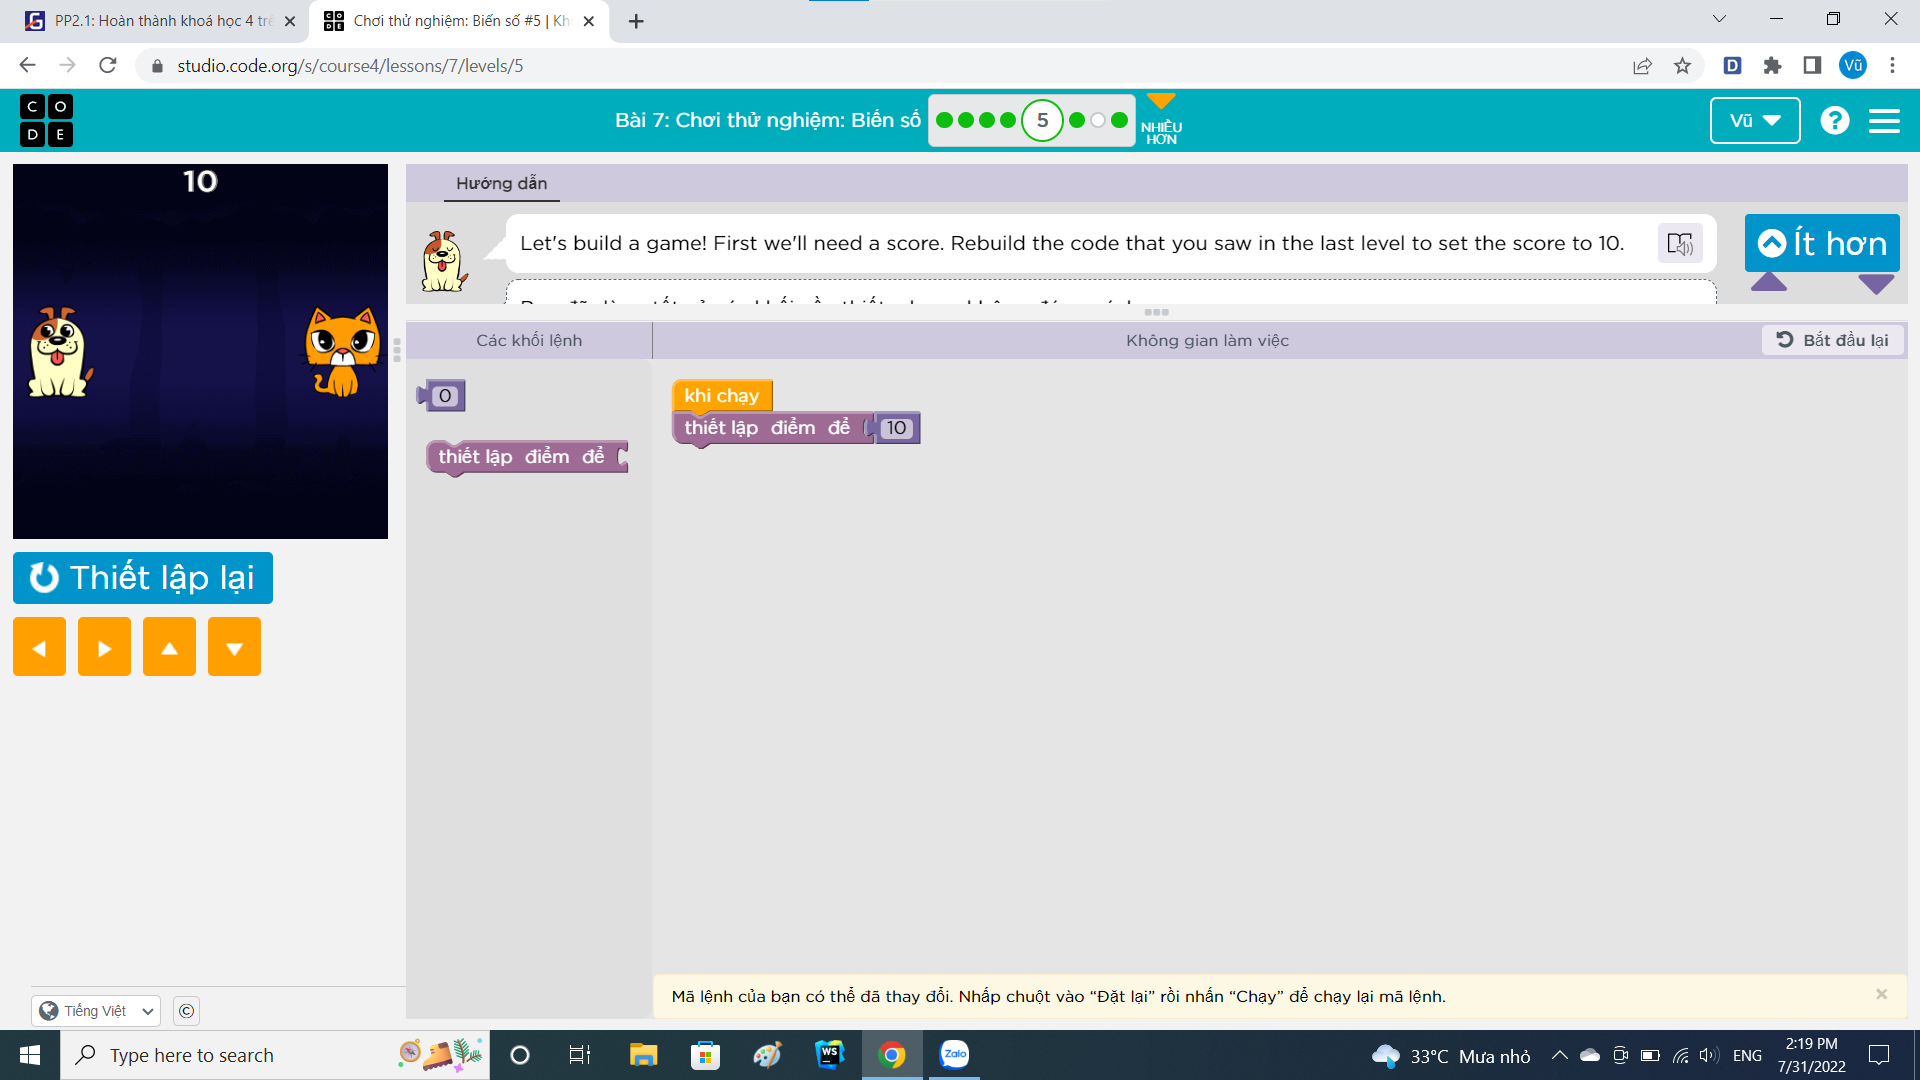 PP2.1: Hoàn thành khoá học 4 trê
Chơi thử nghiệm: Biến số #5 | Kh
studio.code.org/s/course4/lessons/7/levels/5
D
Vũ
C O
D E
Bài 7: Chơi thử nghiệm: Biến số
5
NHIỀU
HƠN
Vũ
?
10
Hướng dẫn
Let's build a game! First we'll need a score. Rebuild the code that you saw in the last level to set the score to 10.
Ít hơn
Các khối lệnh
Không gian làm việc
Bắt đầu lại
0
thiết lập điểm để
khi chạy
thiết lập điểm để 10
Thiết lập lại
Mã lệnh của bạn có thể đã thay đổi. Nhấp chuột vào “Đặt lại” rồi nhấn “Chạy” để chạy lại mã lệnh.
Tiếng Việt
©
Type here to search
WS
Zalo
33°C Mưa nhỏ
ENG
2:19 PM
7/31/2022